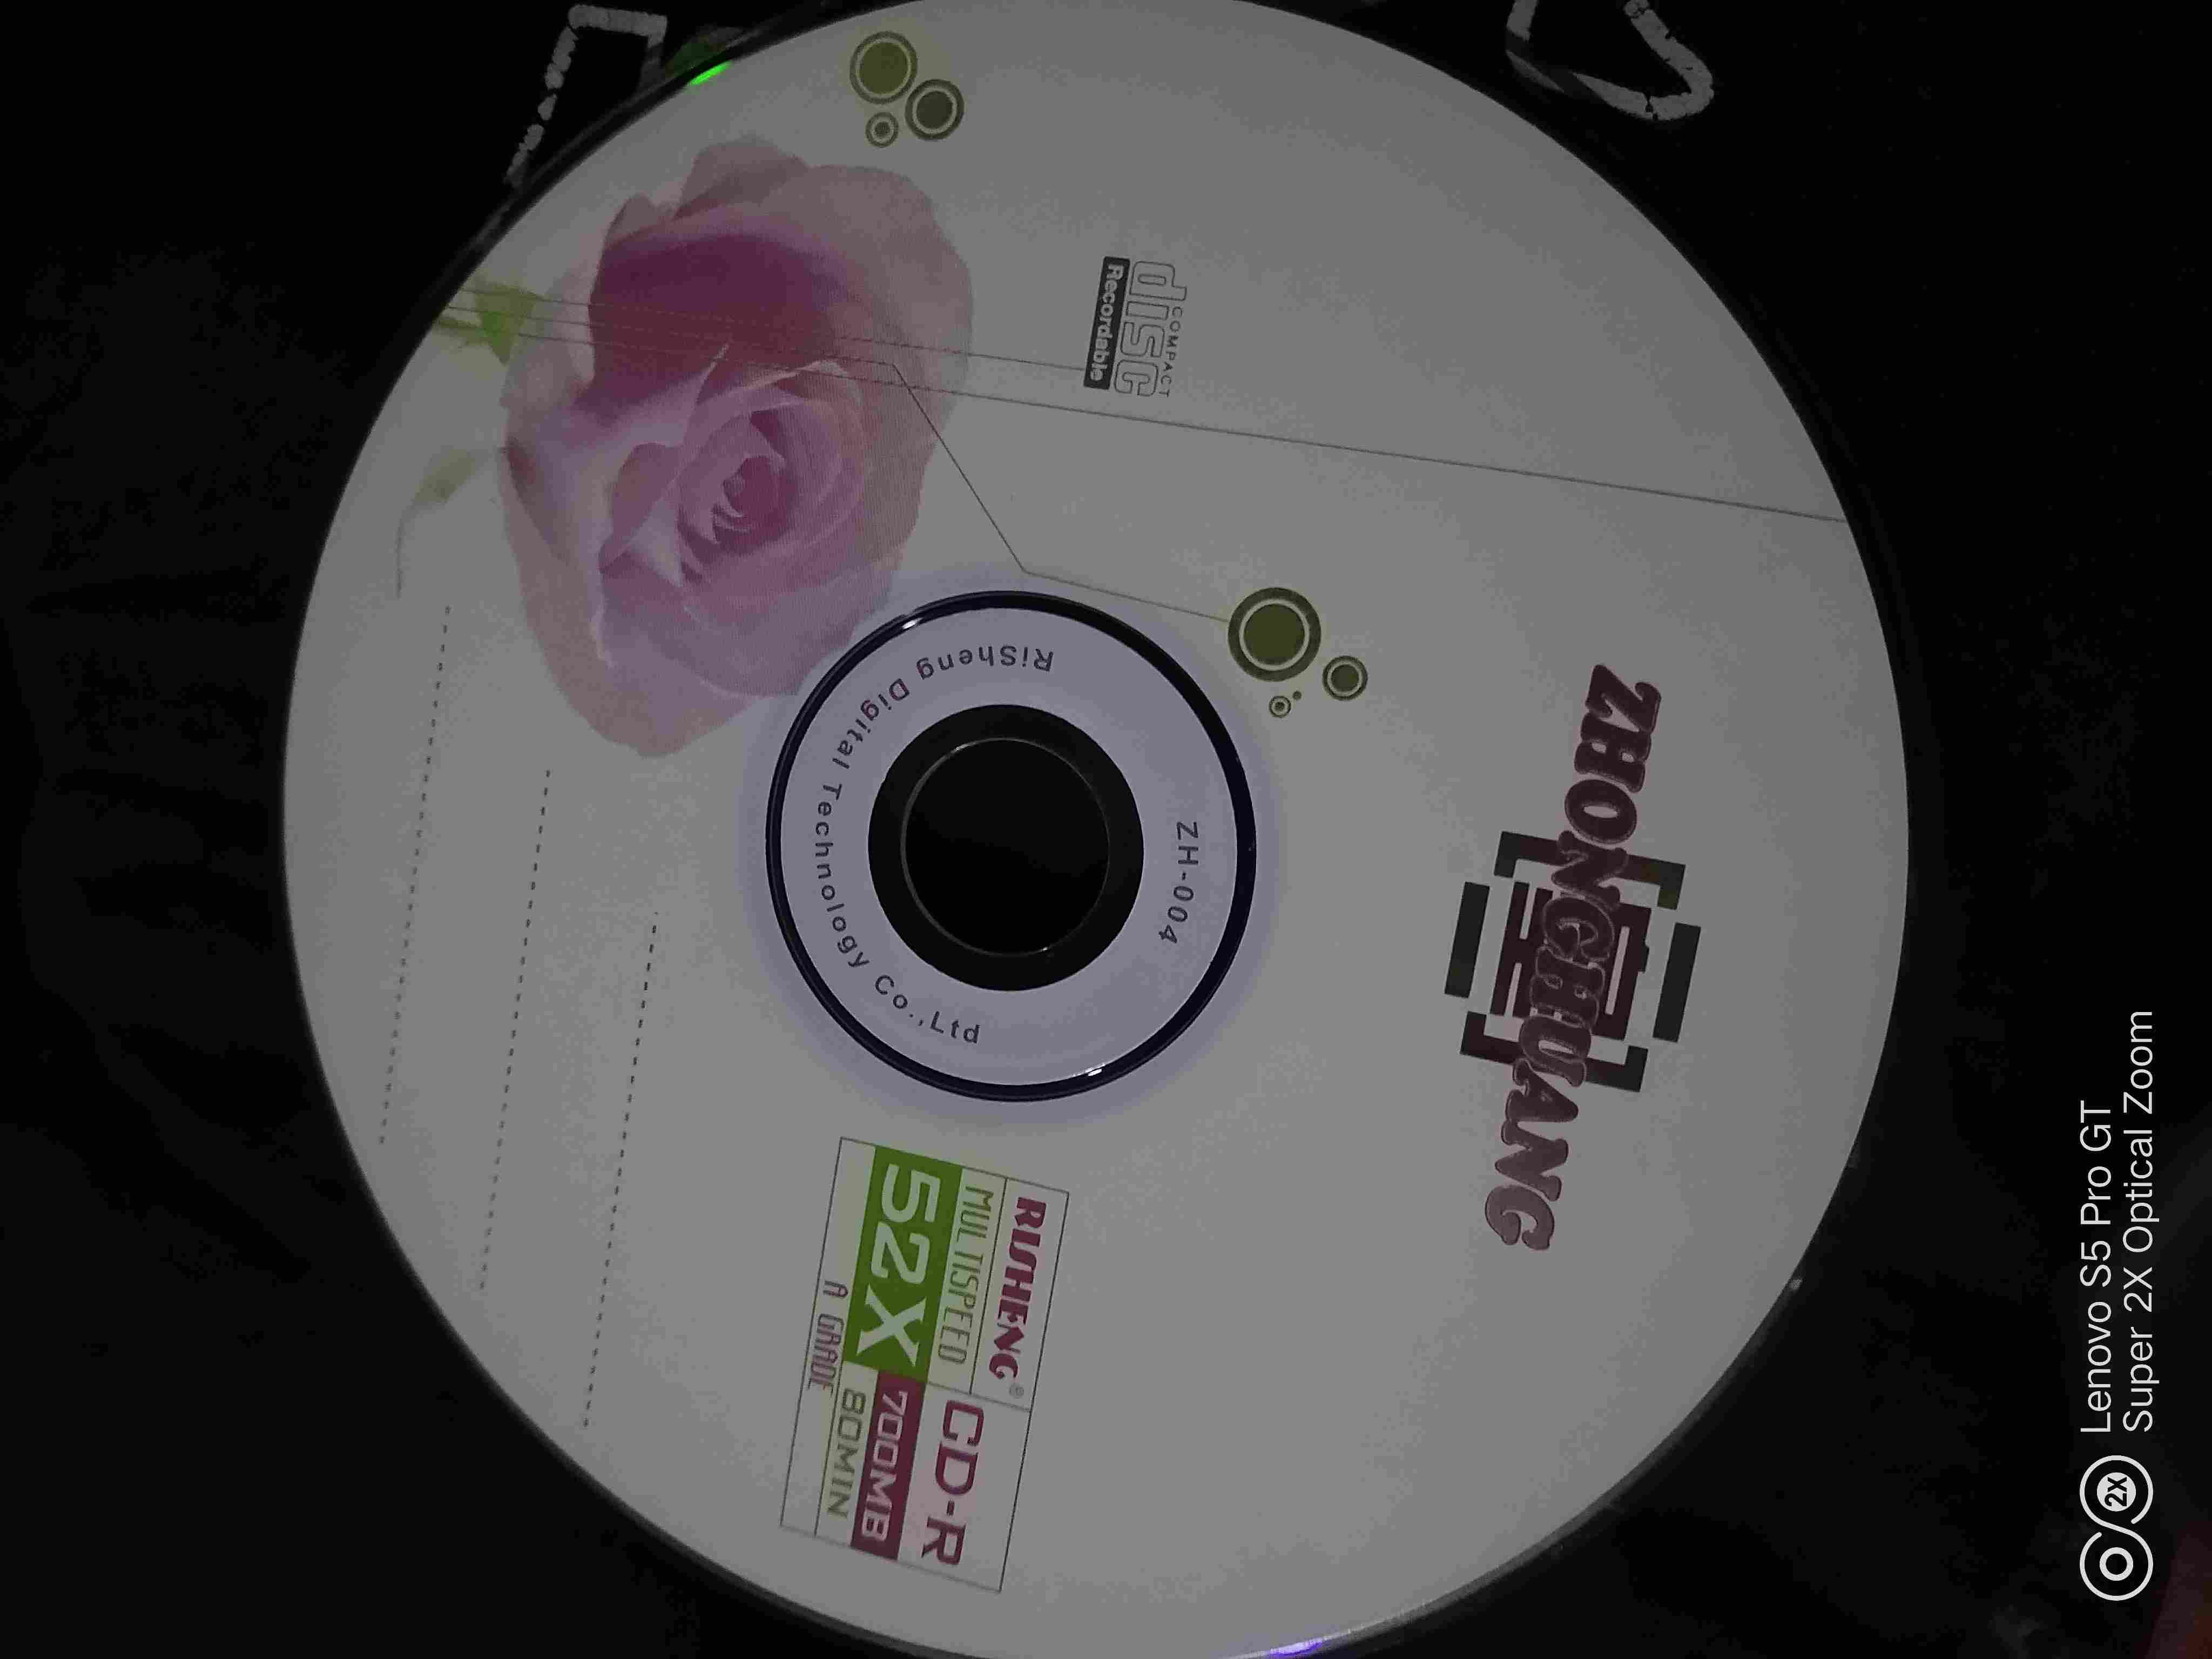 ZHONGHUANG
COMPACT
disc
Recordable
ZH-004
RiSheng Digital Technology Co.,Ltd
RISHENG®
MULTISPEED
52X
CD-R
700MB
80MIN
A GRADE
2X
Lenovo S5 Pro GT
Super 2X Optical Zoom